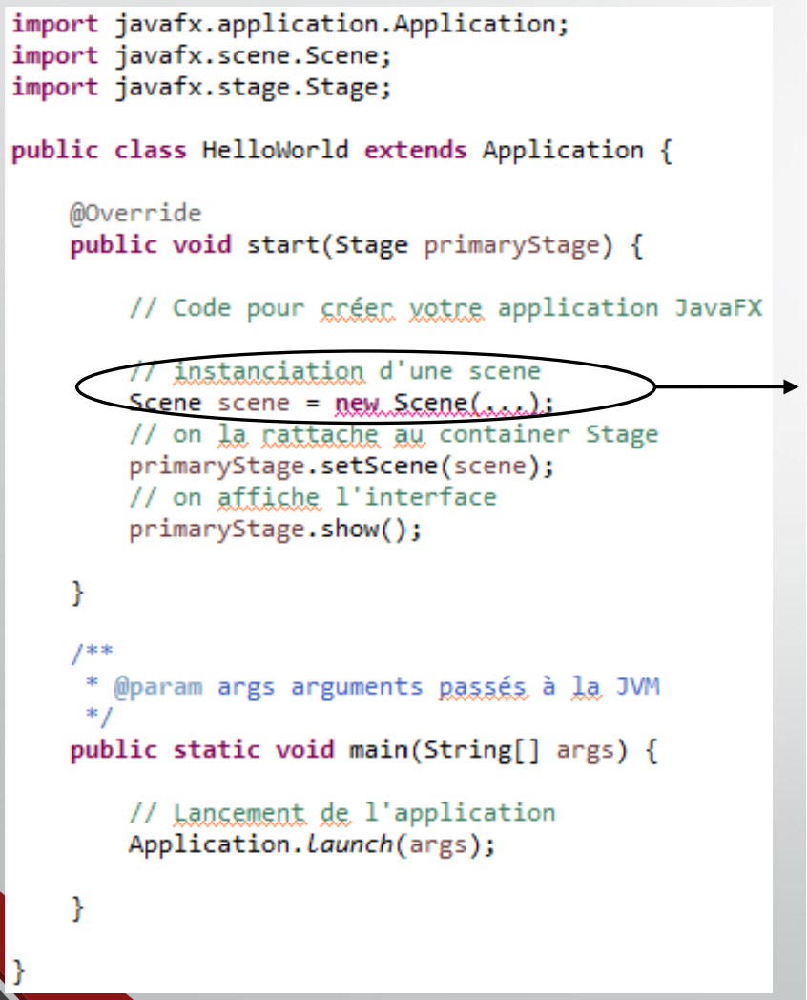 import javafx.application.Application;
import javafx.scene.Scene;
import javafx.stage.Stage;
public class HelloWorld extends Application {
@Override
public void start(Stage primaryStage) {
// Code pour créer votre application JavaFX
// instanciation d'une scene
Scene scene = new Scene(...);
// on la rattache au container Stage
primaryStage.setScene(scene);
// on affiche l'interface
primaryStage.show();
}
/**
* @param args arguments passés à la JVM
*/
public static void main(String[] args) {
// Lancement de l'application
Application.launch(args);
}
}